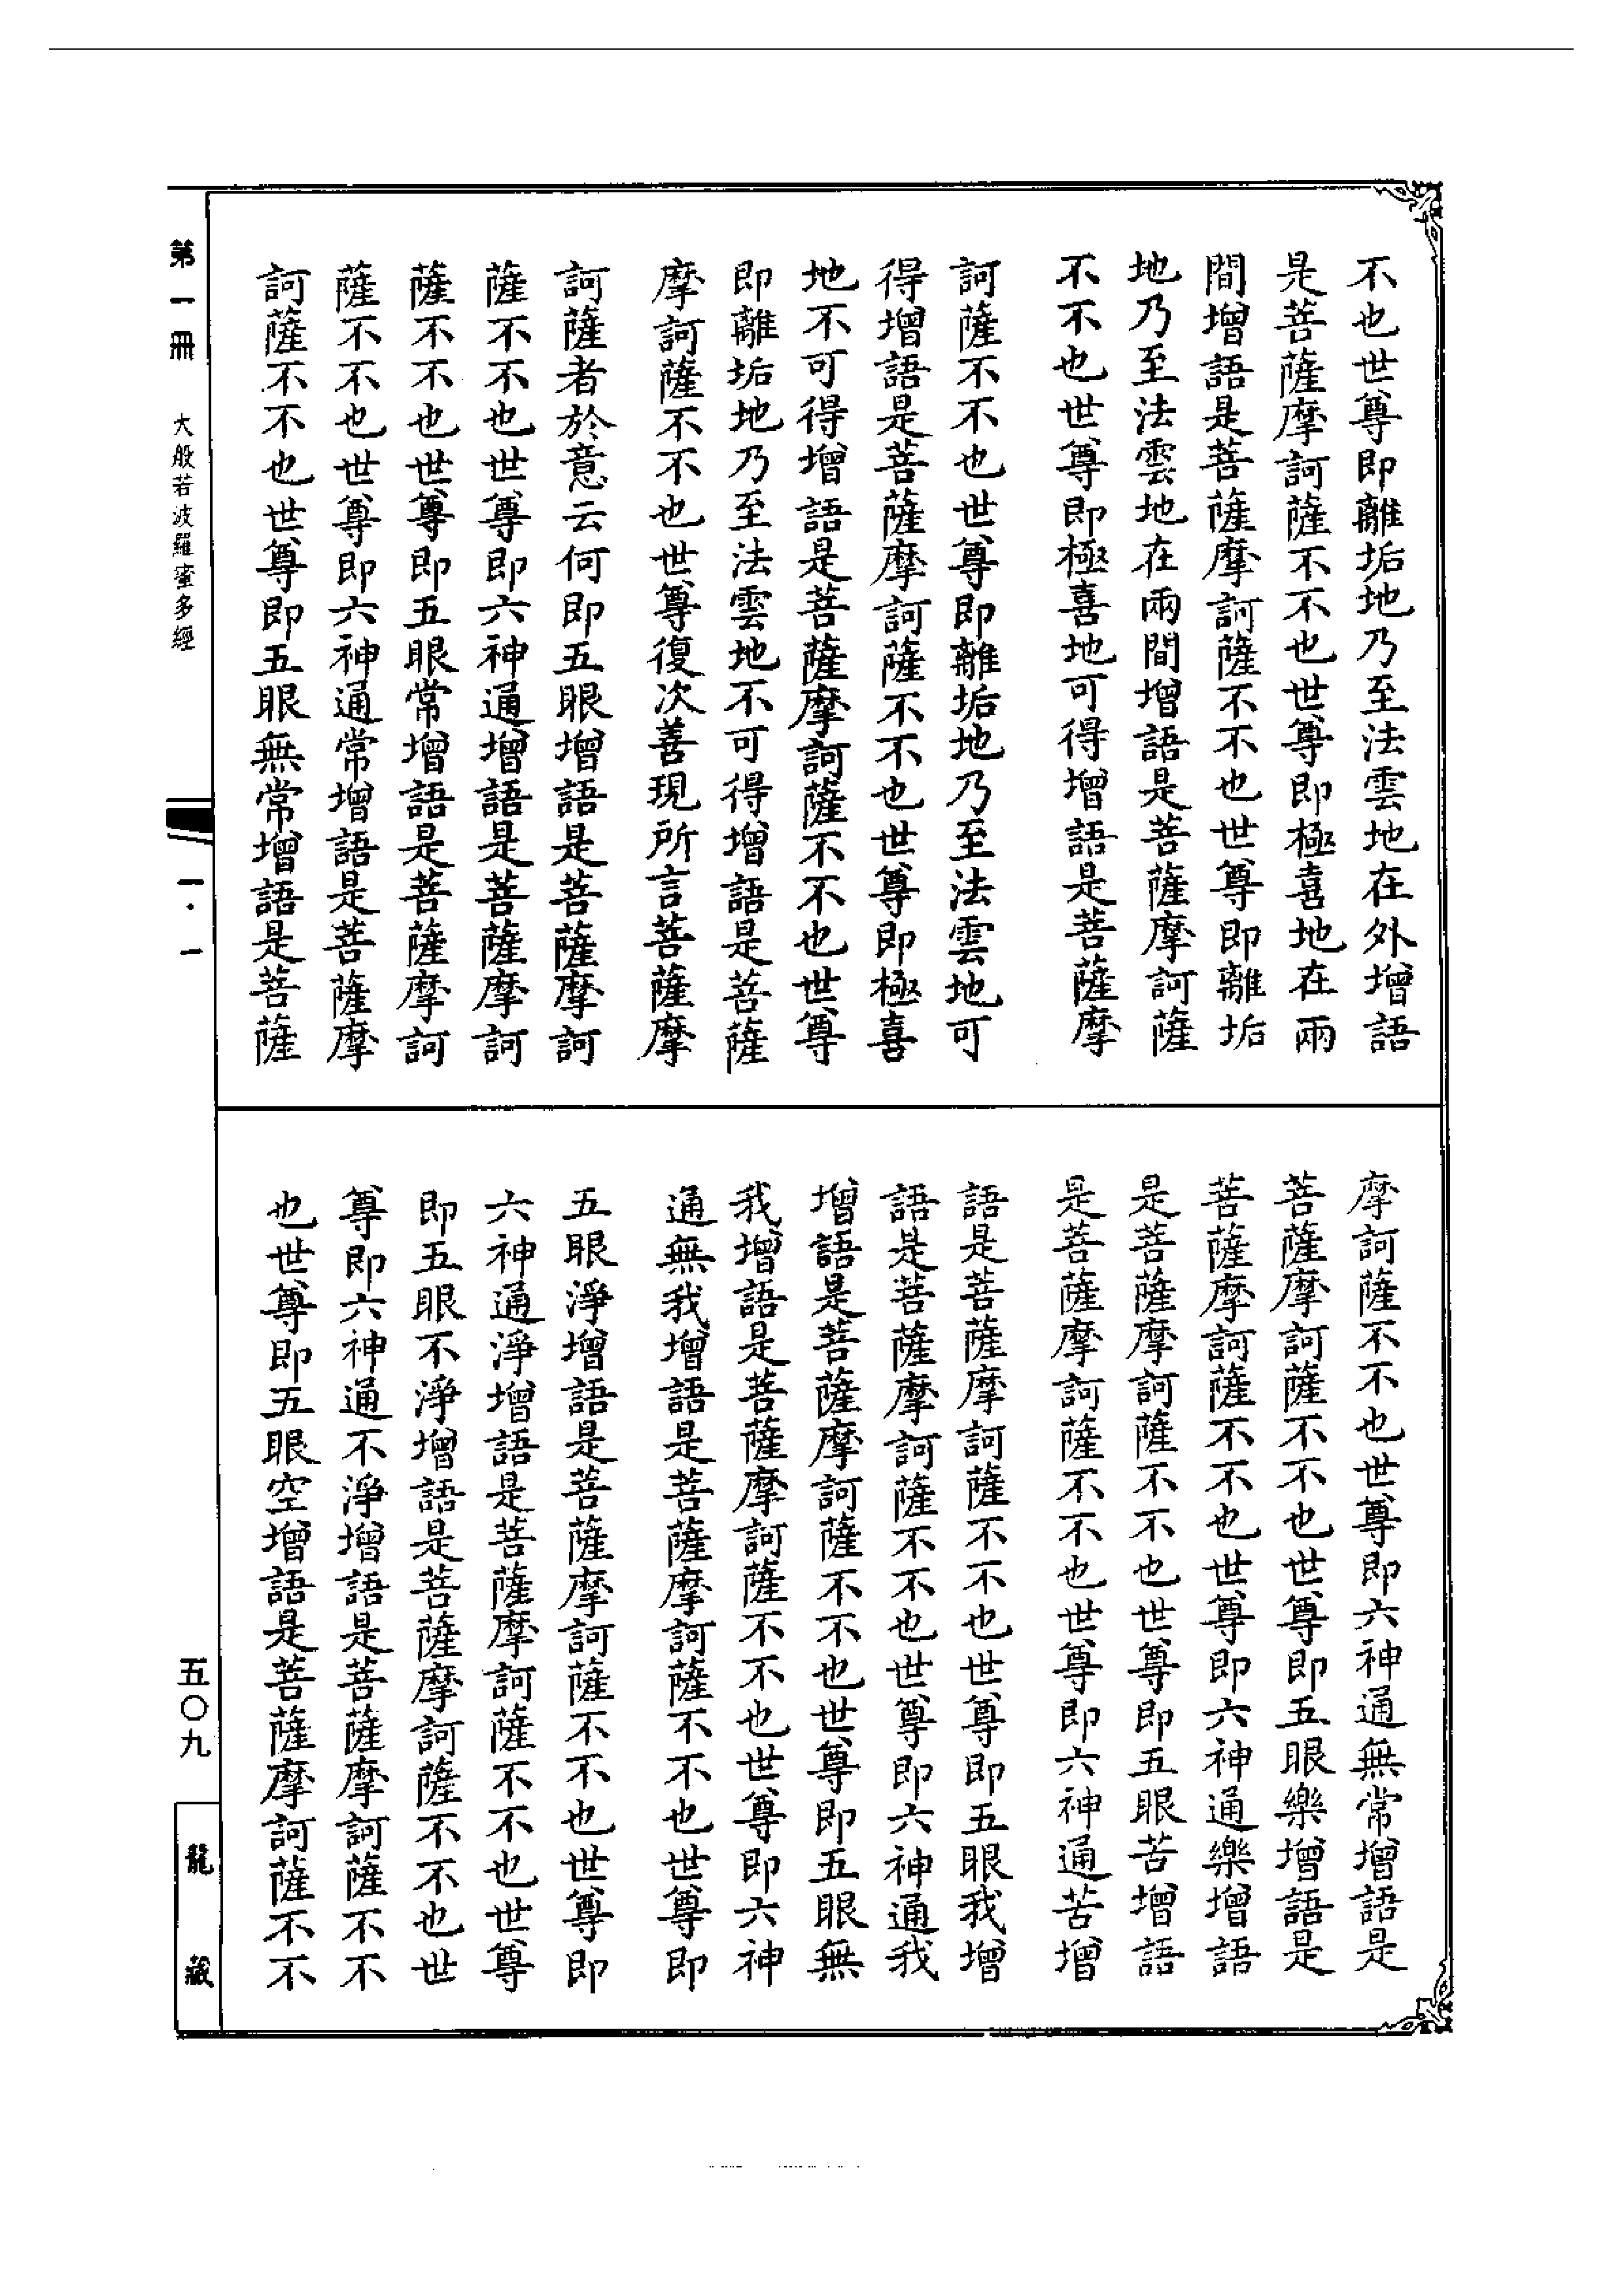 不也世尊即離垢地乃至法雲地在外增語
是菩薩摩訶薩不不也世尊即極喜地在兩
間增語是菩薩摩訶薩不不也世尊即離垢
地乃至法雲地在兩間增語是菩薩摩訶薩
不不也世尊即極喜地可得增語是菩薩摩
訶薩不不也世尊即離垢地乃至法雲地可
得增語是菩薩摩訶薩不不也世尊即極喜
地不可得增語是菩薩摩訶薩不不也世尊
即離垢地乃至法雲地不可得增語是菩薩
摩訶薩不不也世尊復次善現所言菩薩摩
訶薩者於意云何即五眼增語是菩薩摩訶
薩不不也世尊即六神通增語是菩薩摩訶
薩不不也世尊即五眼常增語是菩薩摩訶
薩不不也世尊即六神通常增語是菩薩摩
訶薩不不也世尊即五眼無常增語是菩薩
摩訶薩不不也世尊即六神通無常增語是
菩薩摩訶薩不不也世尊即五眼樂增語是
菩薩摩訶薩不不也世尊即六神通樂增語
是菩薩摩訶薩不不也世尊即五眼苦增語
是菩薩摩訶薩不不也世尊即六神通苦增
語是菩薩摩訶薩不不也世尊即五眼我增
語是菩薩摩訶薩不不也世尊即六神通我
增語是菩薩摩訶薩不不也世尊即五眼無
我增語是菩薩摩訶薩不不也世尊即六神
通無我增語是菩薩摩訶薩不不也世尊即
五眼淨增語是菩薩摩訶薩不不也世尊即
六神通淨增語是菩薩摩訶薩不不也世尊
即五眼不淨增語是菩薩摩訶薩不不也世
尊即六神通不淨增語是菩薩摩訶薩不不
也世尊即五眼空增語是菩薩摩訶薩不不
第一冊 大般若波羅蜜多經 一·一 五〇九 龍藏